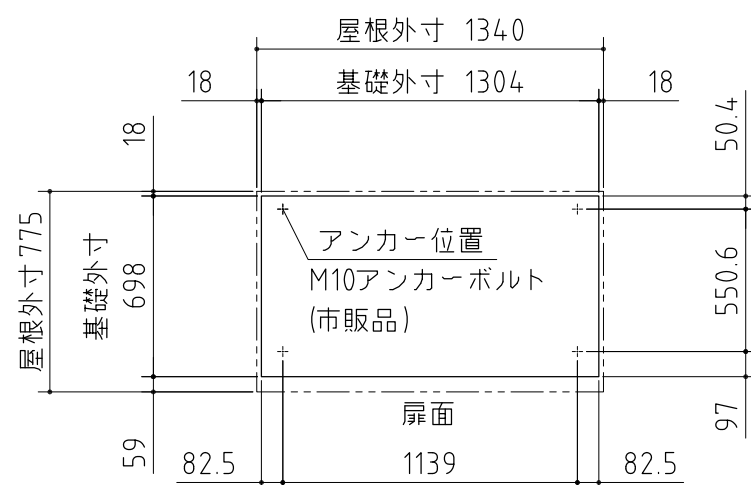 屋根外寸 1340
18
基礎外寸 1304
18
18
50.4
屋根外寸 775
基礎外寸
698
アンカー位置
M10アンカーボルト
(市販品)
550.6
扉面
59
97
82.5
1139
82.5